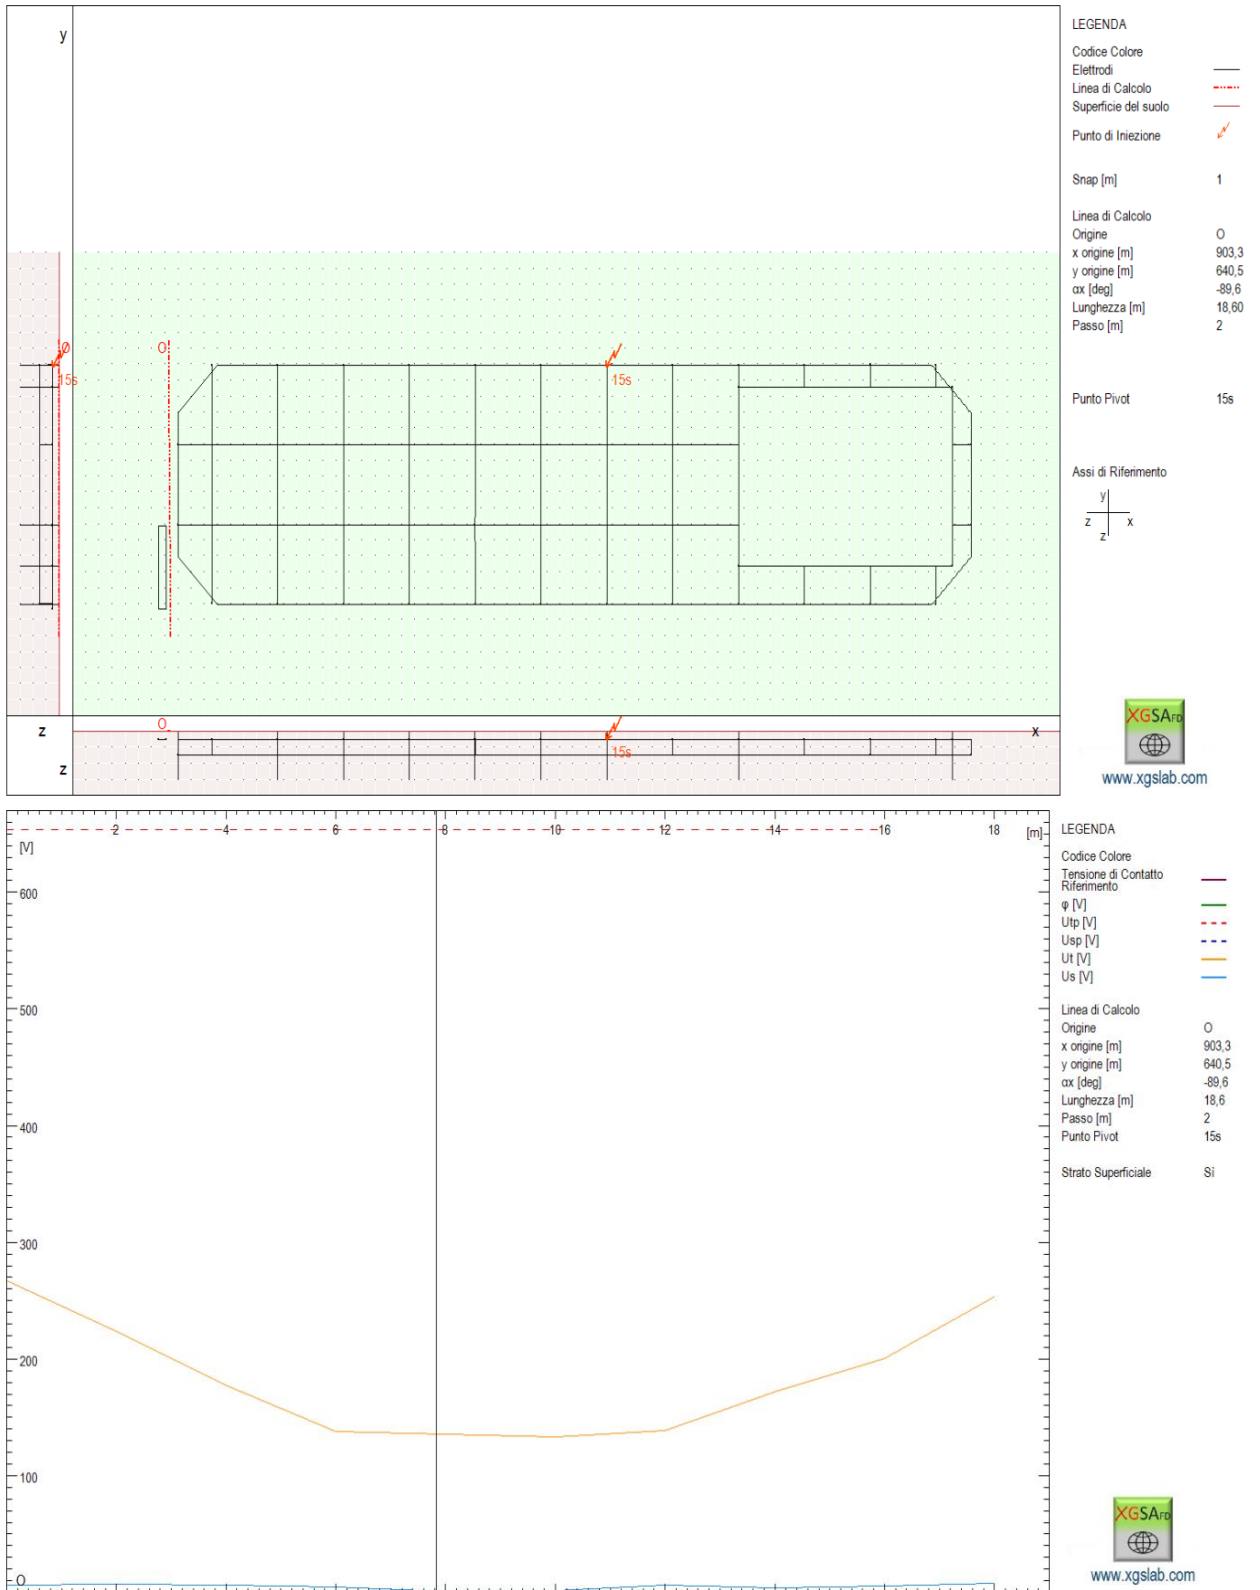 y
O
15s
O
15s
z
z
O
15s
x
LEGENDA
Codice Colore
Elettrodi
Linea di Calcolo
Superficie del suolo
Punto di Iniezione
Snap [m] 1
Linea di Calcolo
Origine O
x origine [m] 903,3
y origine [m] 640,5
αx [deg] -89,6
Lunghezza [m] 18,60
Passo [m] 2
Punto Pivot 15s
Assi di Riferimento
y
z x
z
XGSAFD
www.xgslab.com
2 4 6 8 10 12 14 16 18 [m]
[V]
600
500
400
300
200
100
0
LEGENDA
Codice Colore
Tensione di Contatto
Riferimento
φ [V]
Utp [V]
Usp [V]
Ut [V]
Us [V]
Linea di Calcolo
Origine O
x origine [m] 903,3
y origine [m] 640,5
αx [deg] -89,6
Lunghezza [m] 18,6
Passo [m] 2
Punto Pivot 15s
Strato Superficiale Sì
XGSAFD
www.xgslab.com